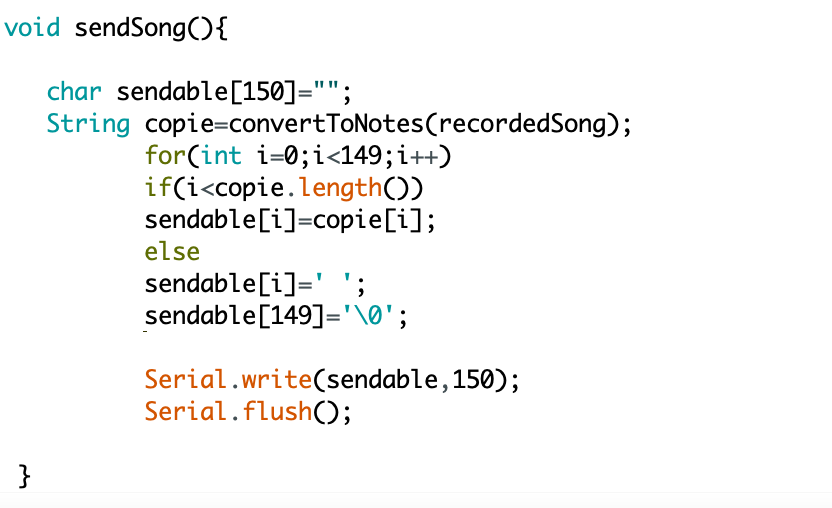 void sendSong(){
char sendable[150]="";
String copie=convertToNotes(recordedSong);
for(int i=0;i<149;i++)
if(i<copie.length())
sendable[i]=copie[i];
else
sendable[i]=' ';
sendable[149]='\0';
Serial.write(sendable,150);
Serial.flush();
}